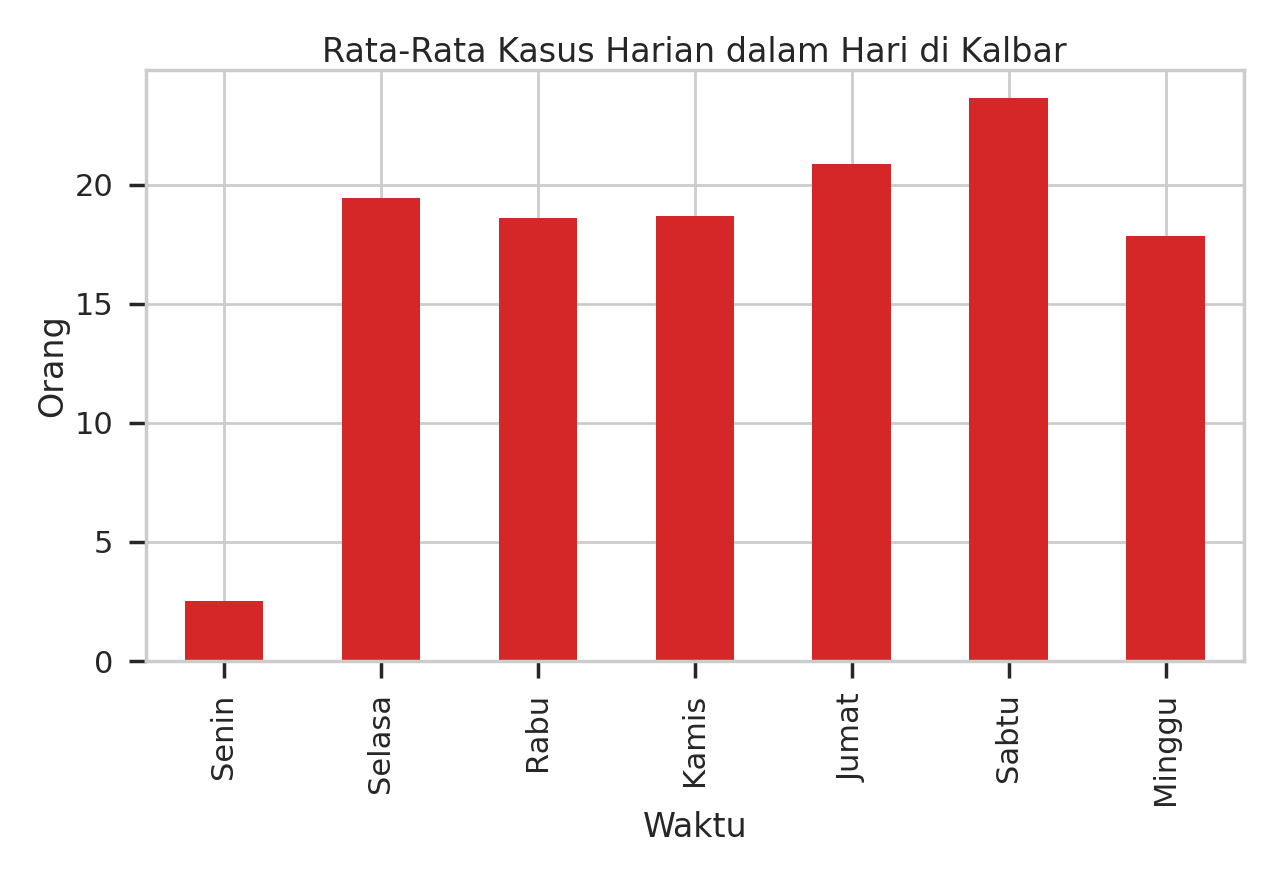 Rata-Rata Kasus Harian dalam Hari di Kalbar
Orang
20
15
10
5
0
Senin
Selasa
Rabu
Kamis
Jumat
Sabtu
Minggu
Waktu